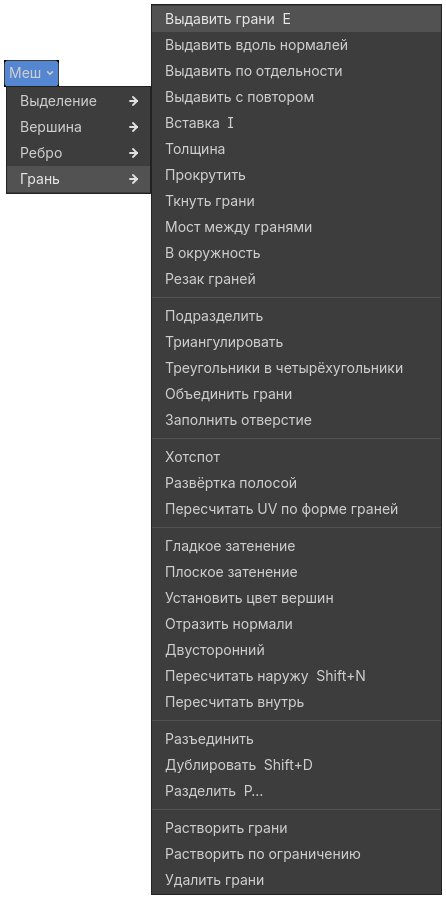 Меш
Выделение
Вершина
Ребро
Грань
Выдавить грани E
Выдавить вдоль нормалей
Выдавить по отдельности
Выдавить с повтором
Вставка I
Толщина
Прокрутить
Ткнуть грани
Мост между гранями
В окружность
Резак граней
Подразделить
Триангулировать
Треугольники в четырёхугольники
Объединить грани
Заполнить отверстие
Хотспот
Развёртка полосой
Пересчитать UV по форме граней
Гладкое затенение
Плоское затенение
Установить цвет вершин
Отразить нормали
Двусторонний
Пересчитать наружу Shift+N
Пересчитать внутрь
Разъединить
Дублировать Shift+D
Разделить P...
Растворить грани
Растворить по ограничению
Удалить грани